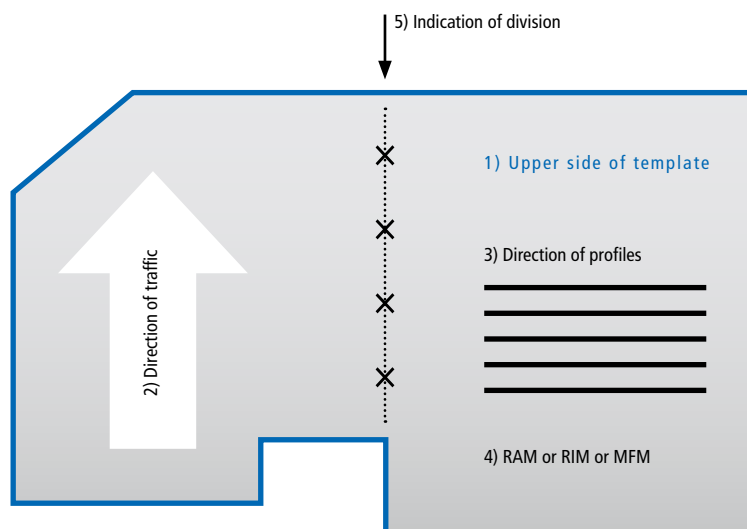 5) Indication of division
1) Upper side of template
2) Direction of traffic
3) Direction of profiles
4) RAM or RIM or MFM